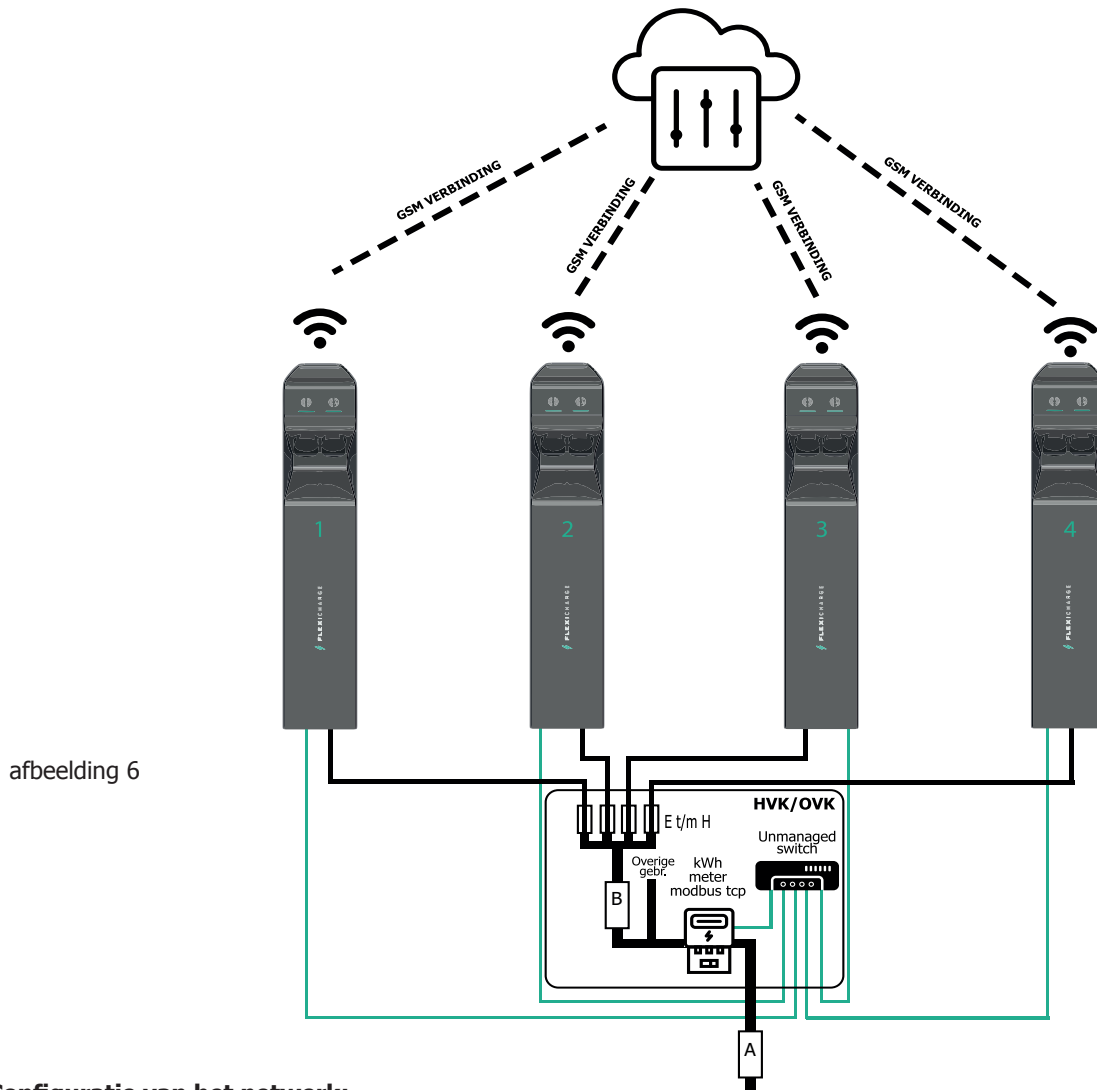 GSM VERBINDING
GSM VERBINDING
GSM VERBINDING
GSM VERBINDING
1
2
3
4
FLEXICHARGE
FLEXICHARGE
FLEXICHARGE
FLEXICHARGE
afbeelding 6
HVK/OVK
E t/m H
Unmanaged
switch
Overige
gebr.
kWh
meter
modbus tcp
B
A
Configuratie van het netwerk: